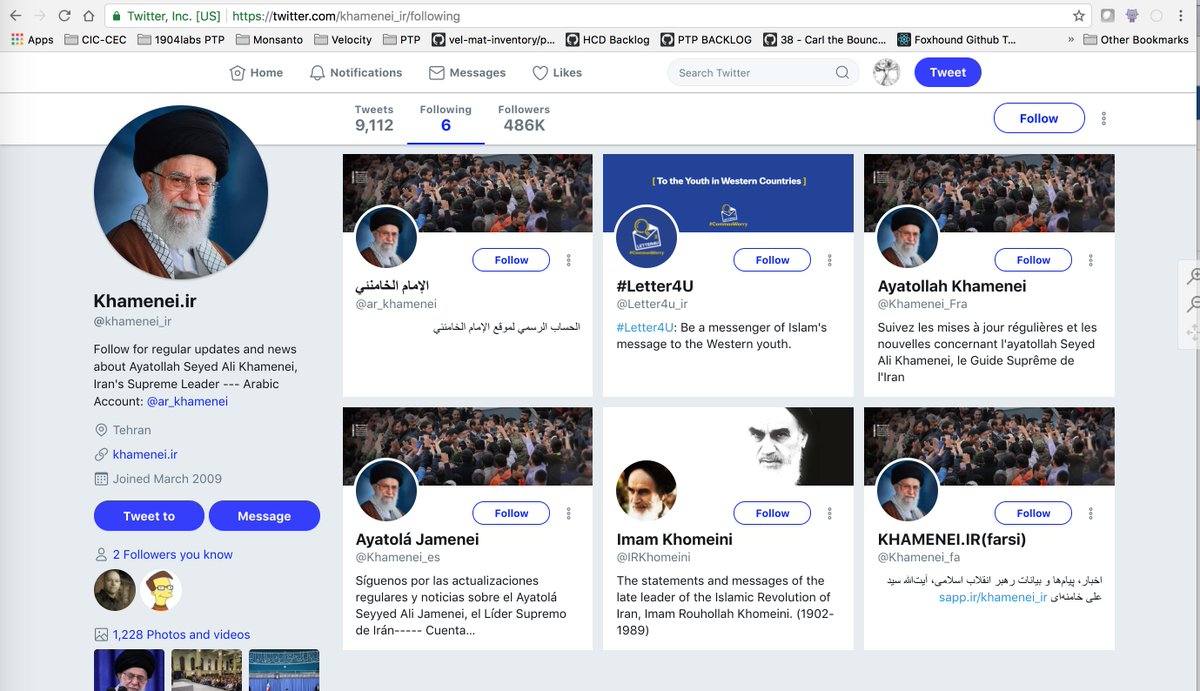 Twitter, Inc. [US] https://twitter.com/khamenei_ir/following
Apps CIC-CEC 1904labs PTP Monsanto Velocity PTP vel-mat-inventory/p... HCD Backlog PTP BACKLOG 38 - Carl the Bounc... Foxhound Github T... » Other Bookmarks
Home Notifications Messages Likes Search Twitter Tweet
Tweets Following Followers
9,112 6 486K
Follow
Khamenei.ir
@khamenei_ir
Follow for regular updates and news
about Ayatollah Seyed Ali Khamenei,
Iran's Supreme Leader --- Arabic
Account: @ar_khamenei
Tehran
khamenei.ir
Joined March 2009
Tweet to Message
2 Followers you know
1,228 Photos and videos
Follow
الإمام الخامنئي
@ar_khamenei
الحساب الرسمي لموقع الإمام الخامنئي
[ To the Youth in Western Countries ]
#CommonWorry
LETTER4U
#CommonWorry
Follow
#Letter4U
@Letter4u_ir
#Letter4U: Be a messenger of Islam's
message to the Western youth.
Follow
Ayatollah Khamenei
@Khamenei_Fra
Suivez les mises à jour régulières et les
nouvelles concernant l'ayatollah Seyed
Ali Khamenei, le Guide Suprême de
l'Iran
Follow
Ayatolá Jamenei
@Khamenei_es
Síguenos por las actualizaciones
regulares y noticias sobre el Ayatolá
Seyyed Ali Jamenei, el Líder Supremo
de Irán----- Cuenta...
Follow
Imam Khomeini
@IRKhomeini
The statements and messages of the
late leader of the Islamic Revolution of
Iran, Imam Rouhollah Khomeini. (1902-
1989)
Follow
KHAMENEI.IR(farsi)
@Khamenei_fa
اخبار، پیام‌ها و بیانات رهبر انقلاب اسلامی، آیت‌الله سید
علی خامنه‌ای sapp.ir/khamenei_ir